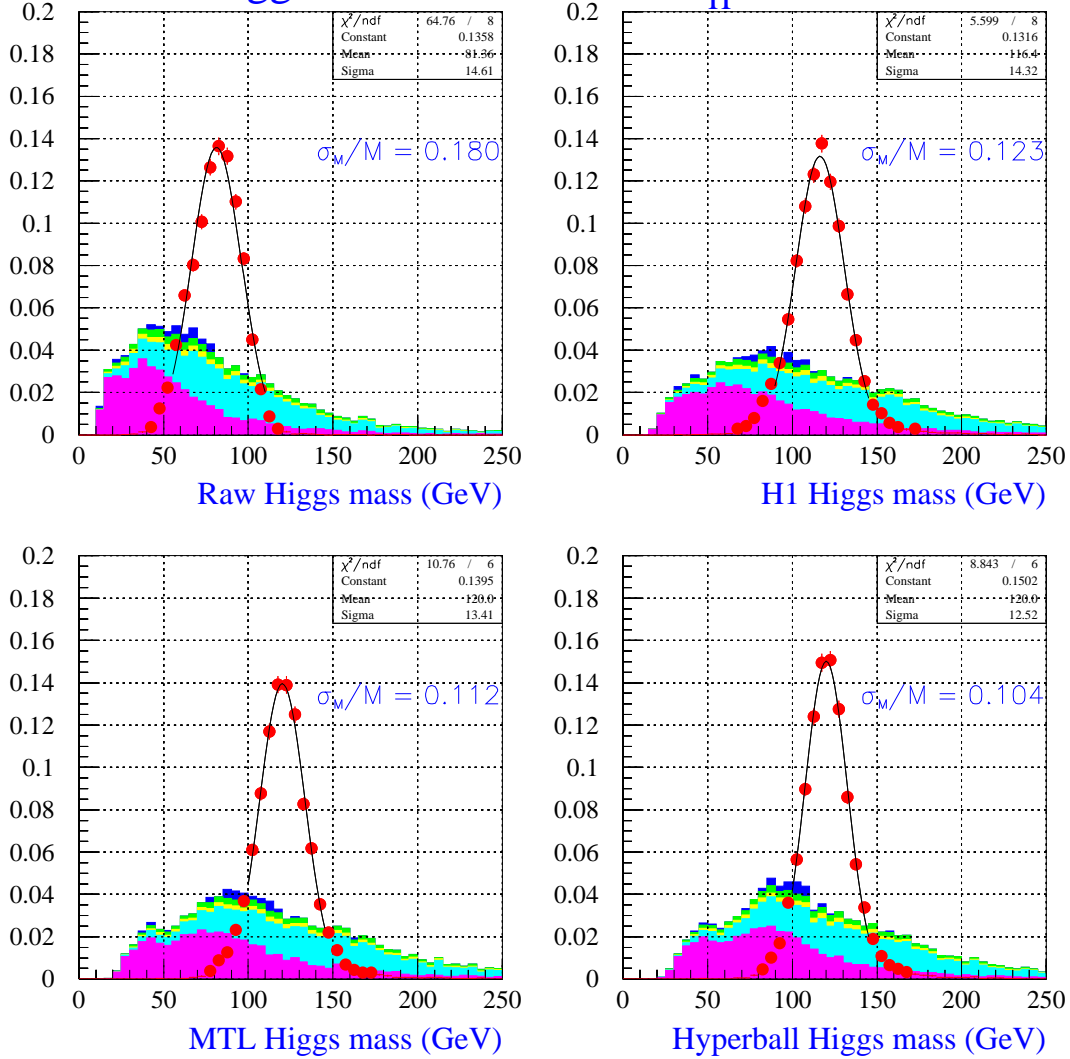 χ²/ndf 64.76 / 8
Constant 0.1358
Mean 81.36
Sigma 14.61
σM/M = 0.180
0.2
0.18
0.16
0.14
0.12
0.1
0.08
0.06
0.04
0.02
0
0 50 100 150 200 250
Raw Higgs mass (GeV)
χ²/ndf 5.599 / 8
Constant 0.1316
Mean 116.4
Sigma 14.32
σM/M = 0.123
0.2
0.18
0.16
0.14
0.12
0.1
0.08
0.06
0.04
0.02
0
0 50 100 150 200 250
H1 Higgs mass (GeV)
χ²/ndf 10.76 / 6
Constant 0.1395
Mean 120.0
Sigma 13.41
σM/M = 0.112
0.2
0.18
0.16
0.14
0.12
0.1
0.08
0.06
0.04
0.02
0
0 50 100 150 200 250
MTL Higgs mass (GeV)
χ²/ndf 8.843 / 6
Constant 0.1502
Mean 120.0
Sigma 12.52
σM/M = 0.104
0.2
0.18
0.16
0.14
0.12
0.1
0.08
0.06
0.04
0.02
0
0 50 100 150 200 250
Hyperball Higgs mass (GeV)